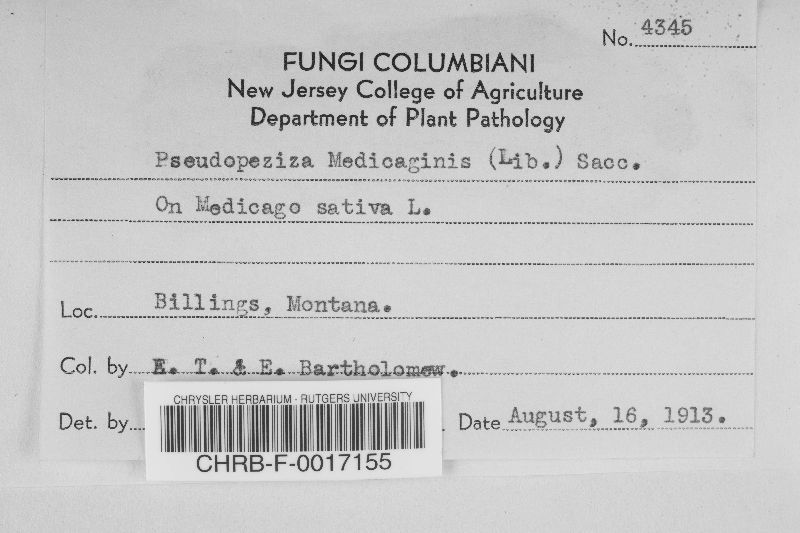 No. 4345
FUNGI COLUMBIANI
New Jersey College of Agriculture
Department of Plant Pathology
Pseudopeziza Medicaginis (Lib.) Sacc.
On Medicago sativa L.
Loc. Billings, Montana.
Col. by E. T. & E. Bartholomew.
Det. by
Date August, 16, 1913.
CHRYSLER HERBARIUM - RUTGERS UNIVERSITY
CHRB-F-0017155